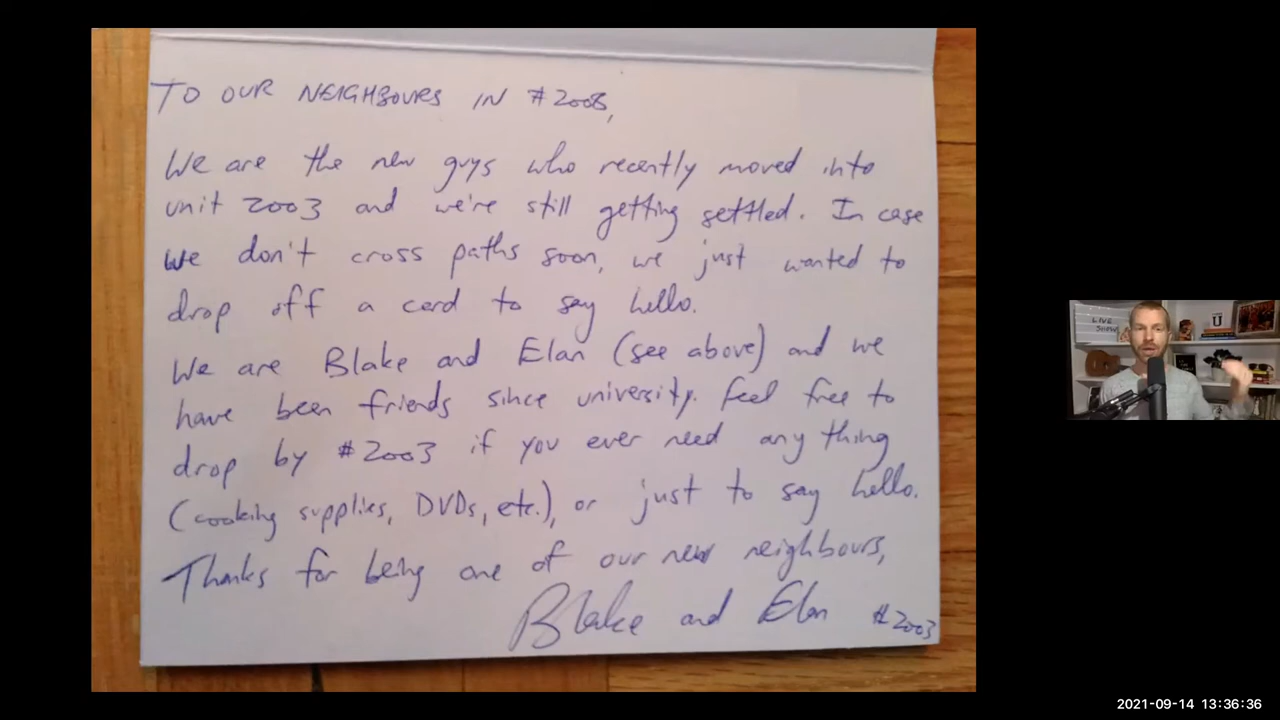 TO OUR NEIGHBOURS IN #2008,
We are the new guys who recently moved into
unit 2003 and we're still getting settled. In case
we don't cross paths soon, we just wanted to
drop off a card to say hello.
We are Blake and Elan (see above) and we
have been friends since university. Feel free to
drop by #2003 if you ever need any thing
(cooking supplies, DVDs, etc.), or just to say hello.
Thanks for being one of our new neighbours,
Blake and Elan #2003
LIVE
SHOW
U
2021-09-14 13:36:36